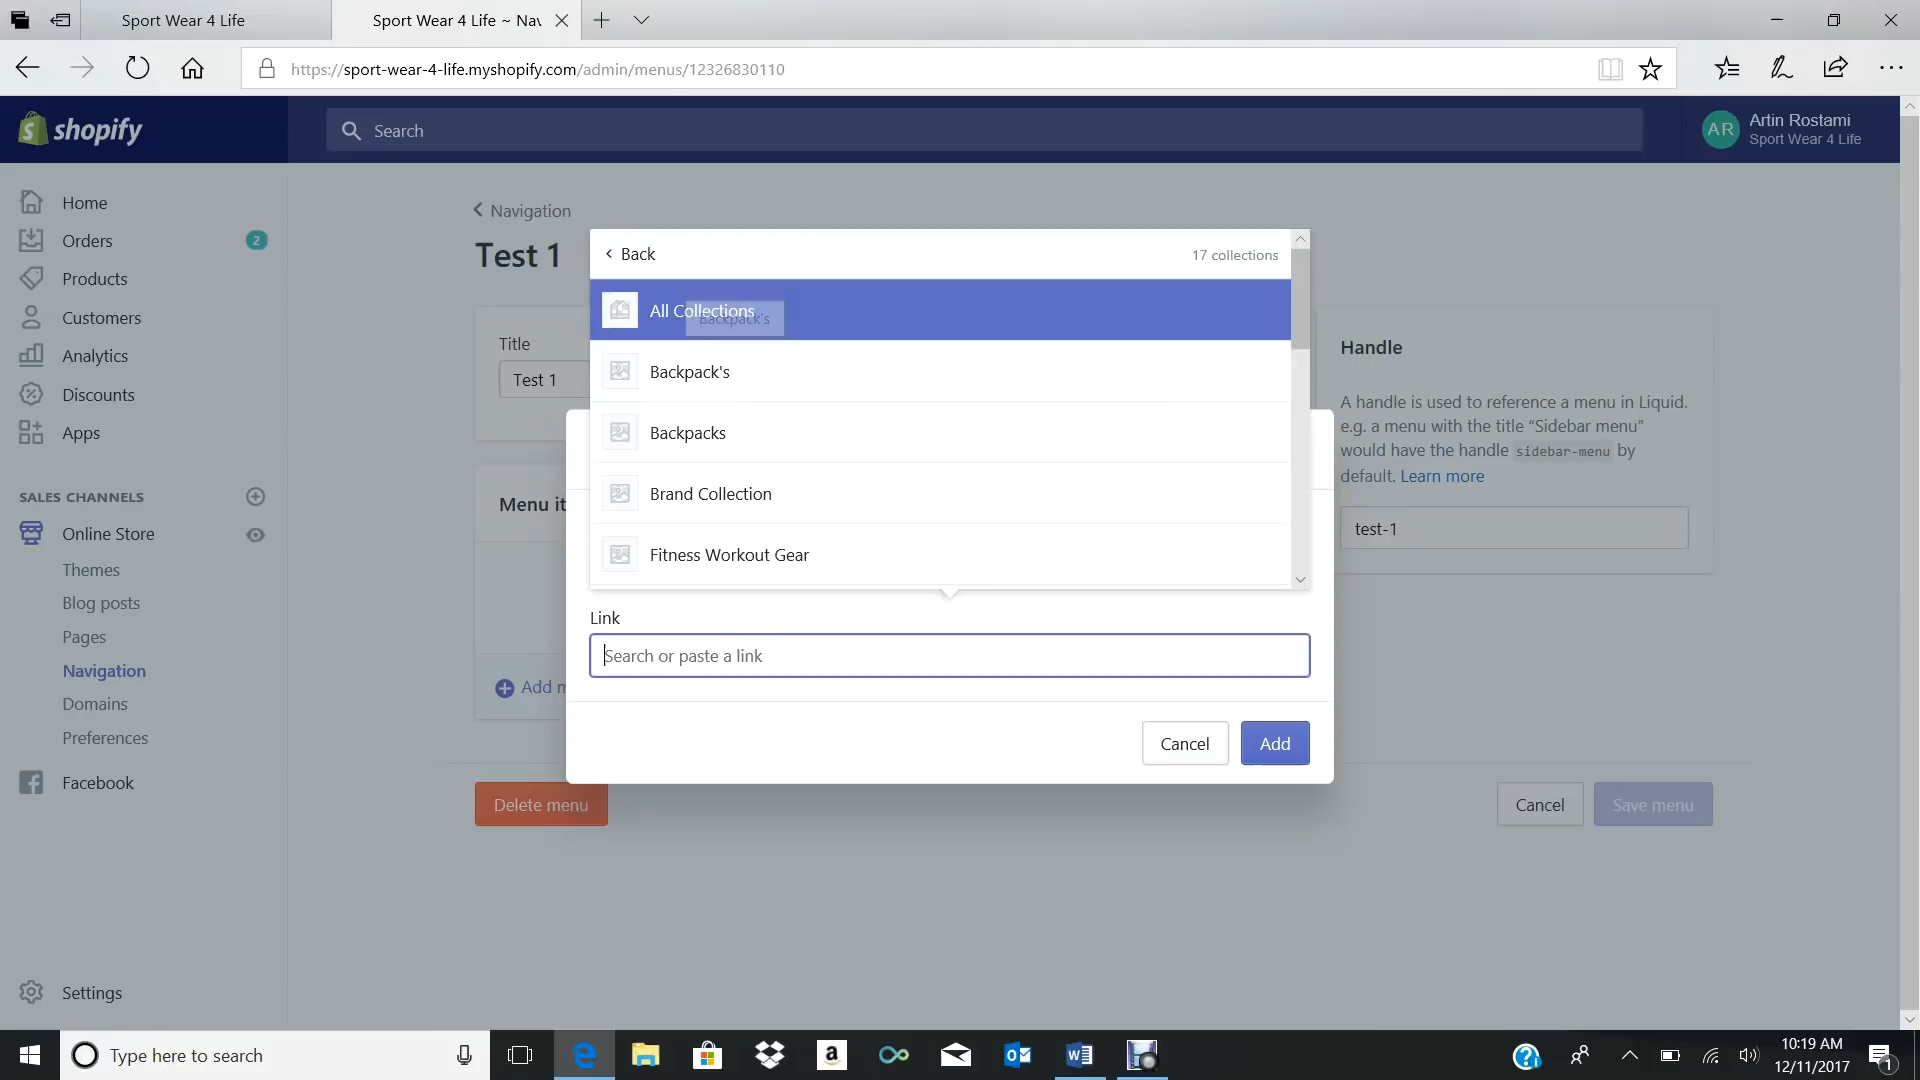 Sport Wear 4 Life
Sport Wear 4 Life ~ Nav
https://sport-wear-4-life.myshopify.com/admin/menus/12326830110
shopify
Search
AR
Artin Rostami
Sport Wear 4 Life
Home
Orders
2
Products
Customers
Analytics
Discounts
Apps
SALES CHANNELS
Online Store
Themes
Blog posts
Pages
Navigation
Domains
Preferences
Facebook
Settings
Navigation
Test 1
Title
Test 1
Menu it
Add m
Delete menu
Back
17 collections
All Collections
Backpack's
Backpack's
Backpacks
Brand Collection
Fitness Workout Gear
Link
Search or paste a link
Cancel
Add
Handle
A handle is used to reference a menu in Liquid.
e.g. a menu with the title “Sidebar menu”
would have the handle sidebar-menu by
default. Learn more
test-1
Cancel
Save menu
Type here to search
10:19 AM
12/11/2017
1